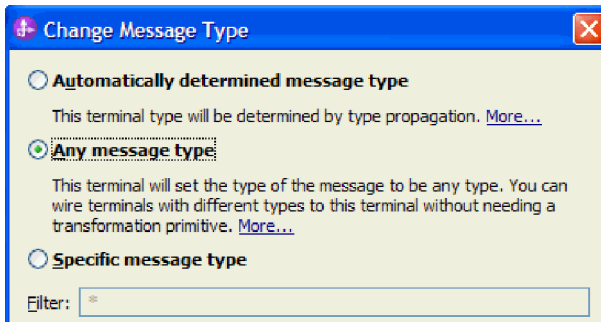 Change Message Type
Automatically determined message type
This terminal type will be determined by type propagation. More...
Any message type
This terminal will set the type of the message to be any type. You can
wire terminals with different types to this terminal without needing a
transformation primitive. More...
Specific message type
Filter: *